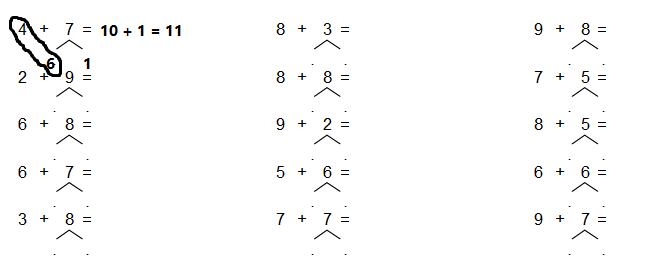 4 + 7 = 10 + 1 = 11 8 + 3 = 9 + 8 =
6 1
2 + 9 = 8 + 8 = 7 + 5 =
6 + 8 = 9 + 2 = 8 + 5 =
6 + 7 = 5 + 6 = 6 + 6 =
3 + 8 = 7 + 7 = 9 + 7 =